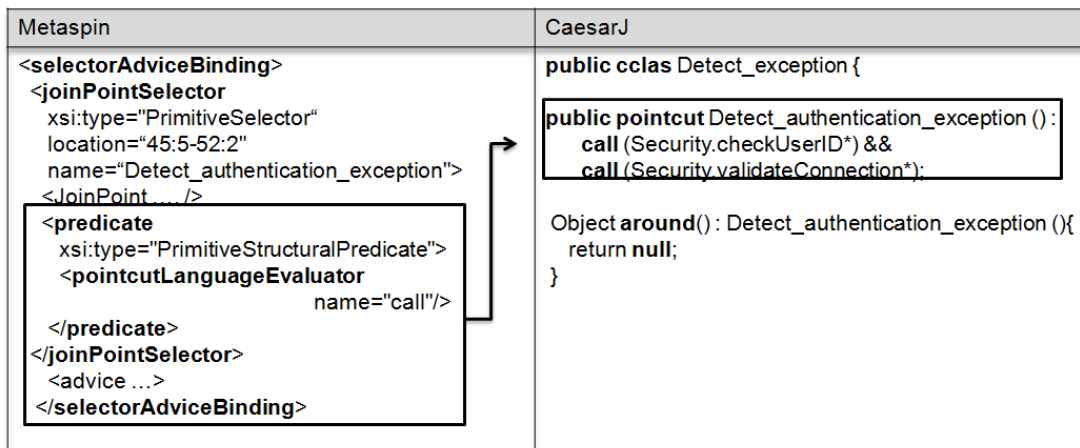 Metaspin
<selectorAdviceBinding>
<joinPointSelector
xsi:type="PrimitiveSelector“
location=“45:5-52:2"
name=“Detect_authentication_exception">
<JoinPoint .... />
<predicate
xsi:type="PrimitiveStructuralPredicate">
<pointcutLanguageEvaluator
name="call"/>
</predicate>
</joinPointSelector>
<advice ...>
</selectorAdviceBinding>
CaesarJ
public cclas Detect_exception {
public pointcut Detect_authentication_exception () :
call (Security.checkUserID*) &&
call (Security.validateConnection*);
Object around() : Detect_authentication_exception (){
return null;
}